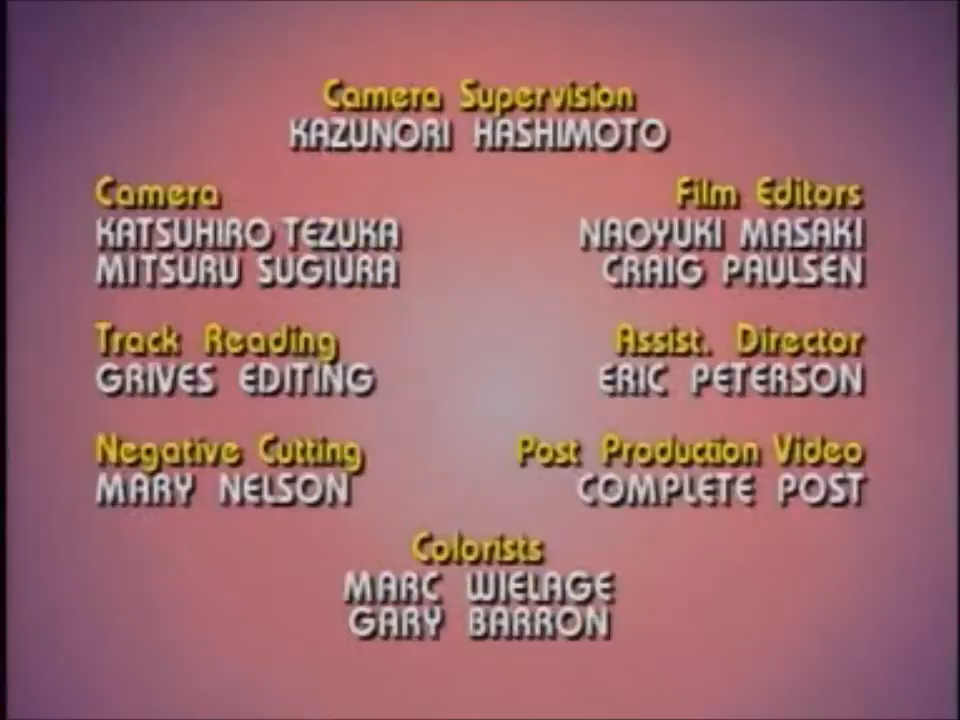 Camera Supervision
KAZUNORI HASHIMOTO
Camera
KATSUHIRO TEZUKA
MITSURU SUGIURA
Film Editors
NAOYUKI MASAKI
CRAIG PAULSEN
Track Reading
GRIVES EDITING
Assist. Director
ERIC PETERSON
Negative Cutting
MARY NELSON
Post Production Video
COMPLETE POST
Colorists
MARC WIELAGE
GARY BARRON